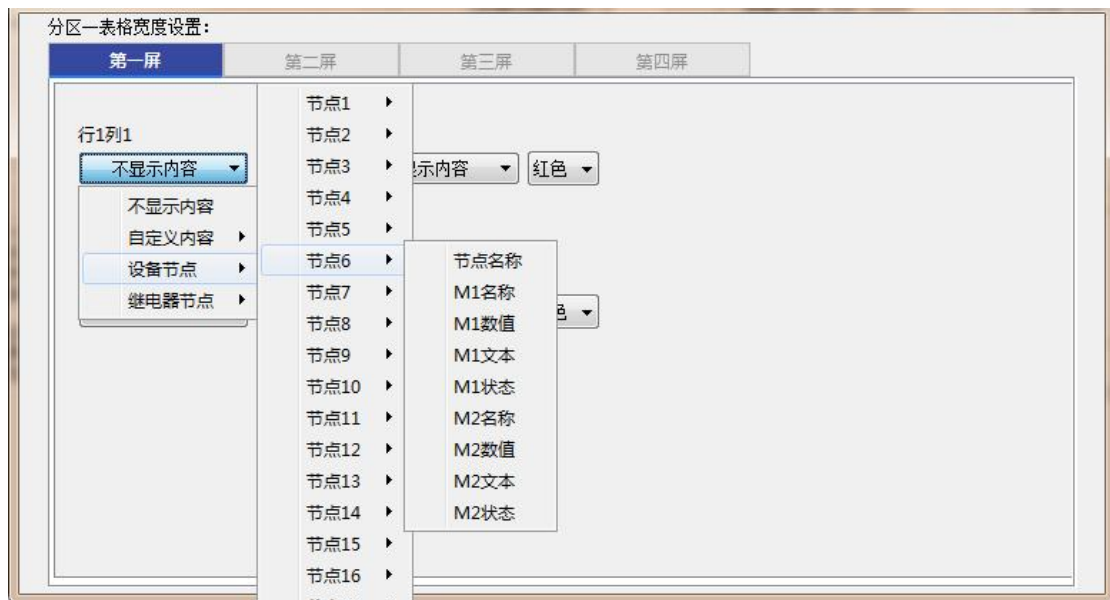 分区一表格宽度设置：
第一屏
第二屏
第三屏
第四屏
行1列1
不显示内容
示内容
红色
不显示内容
自定义内容
设备节点
继电器节点
节点1
节点2
节点3
节点4
节点5
节点6
节点7
节点8
节点9
节点10
节点11
节点12
节点13
节点14
节点15
节点16
节点名称
M1名称
M1数值
M1文本
M1状态
M2名称
M2数值
M2文本
M2状态
色